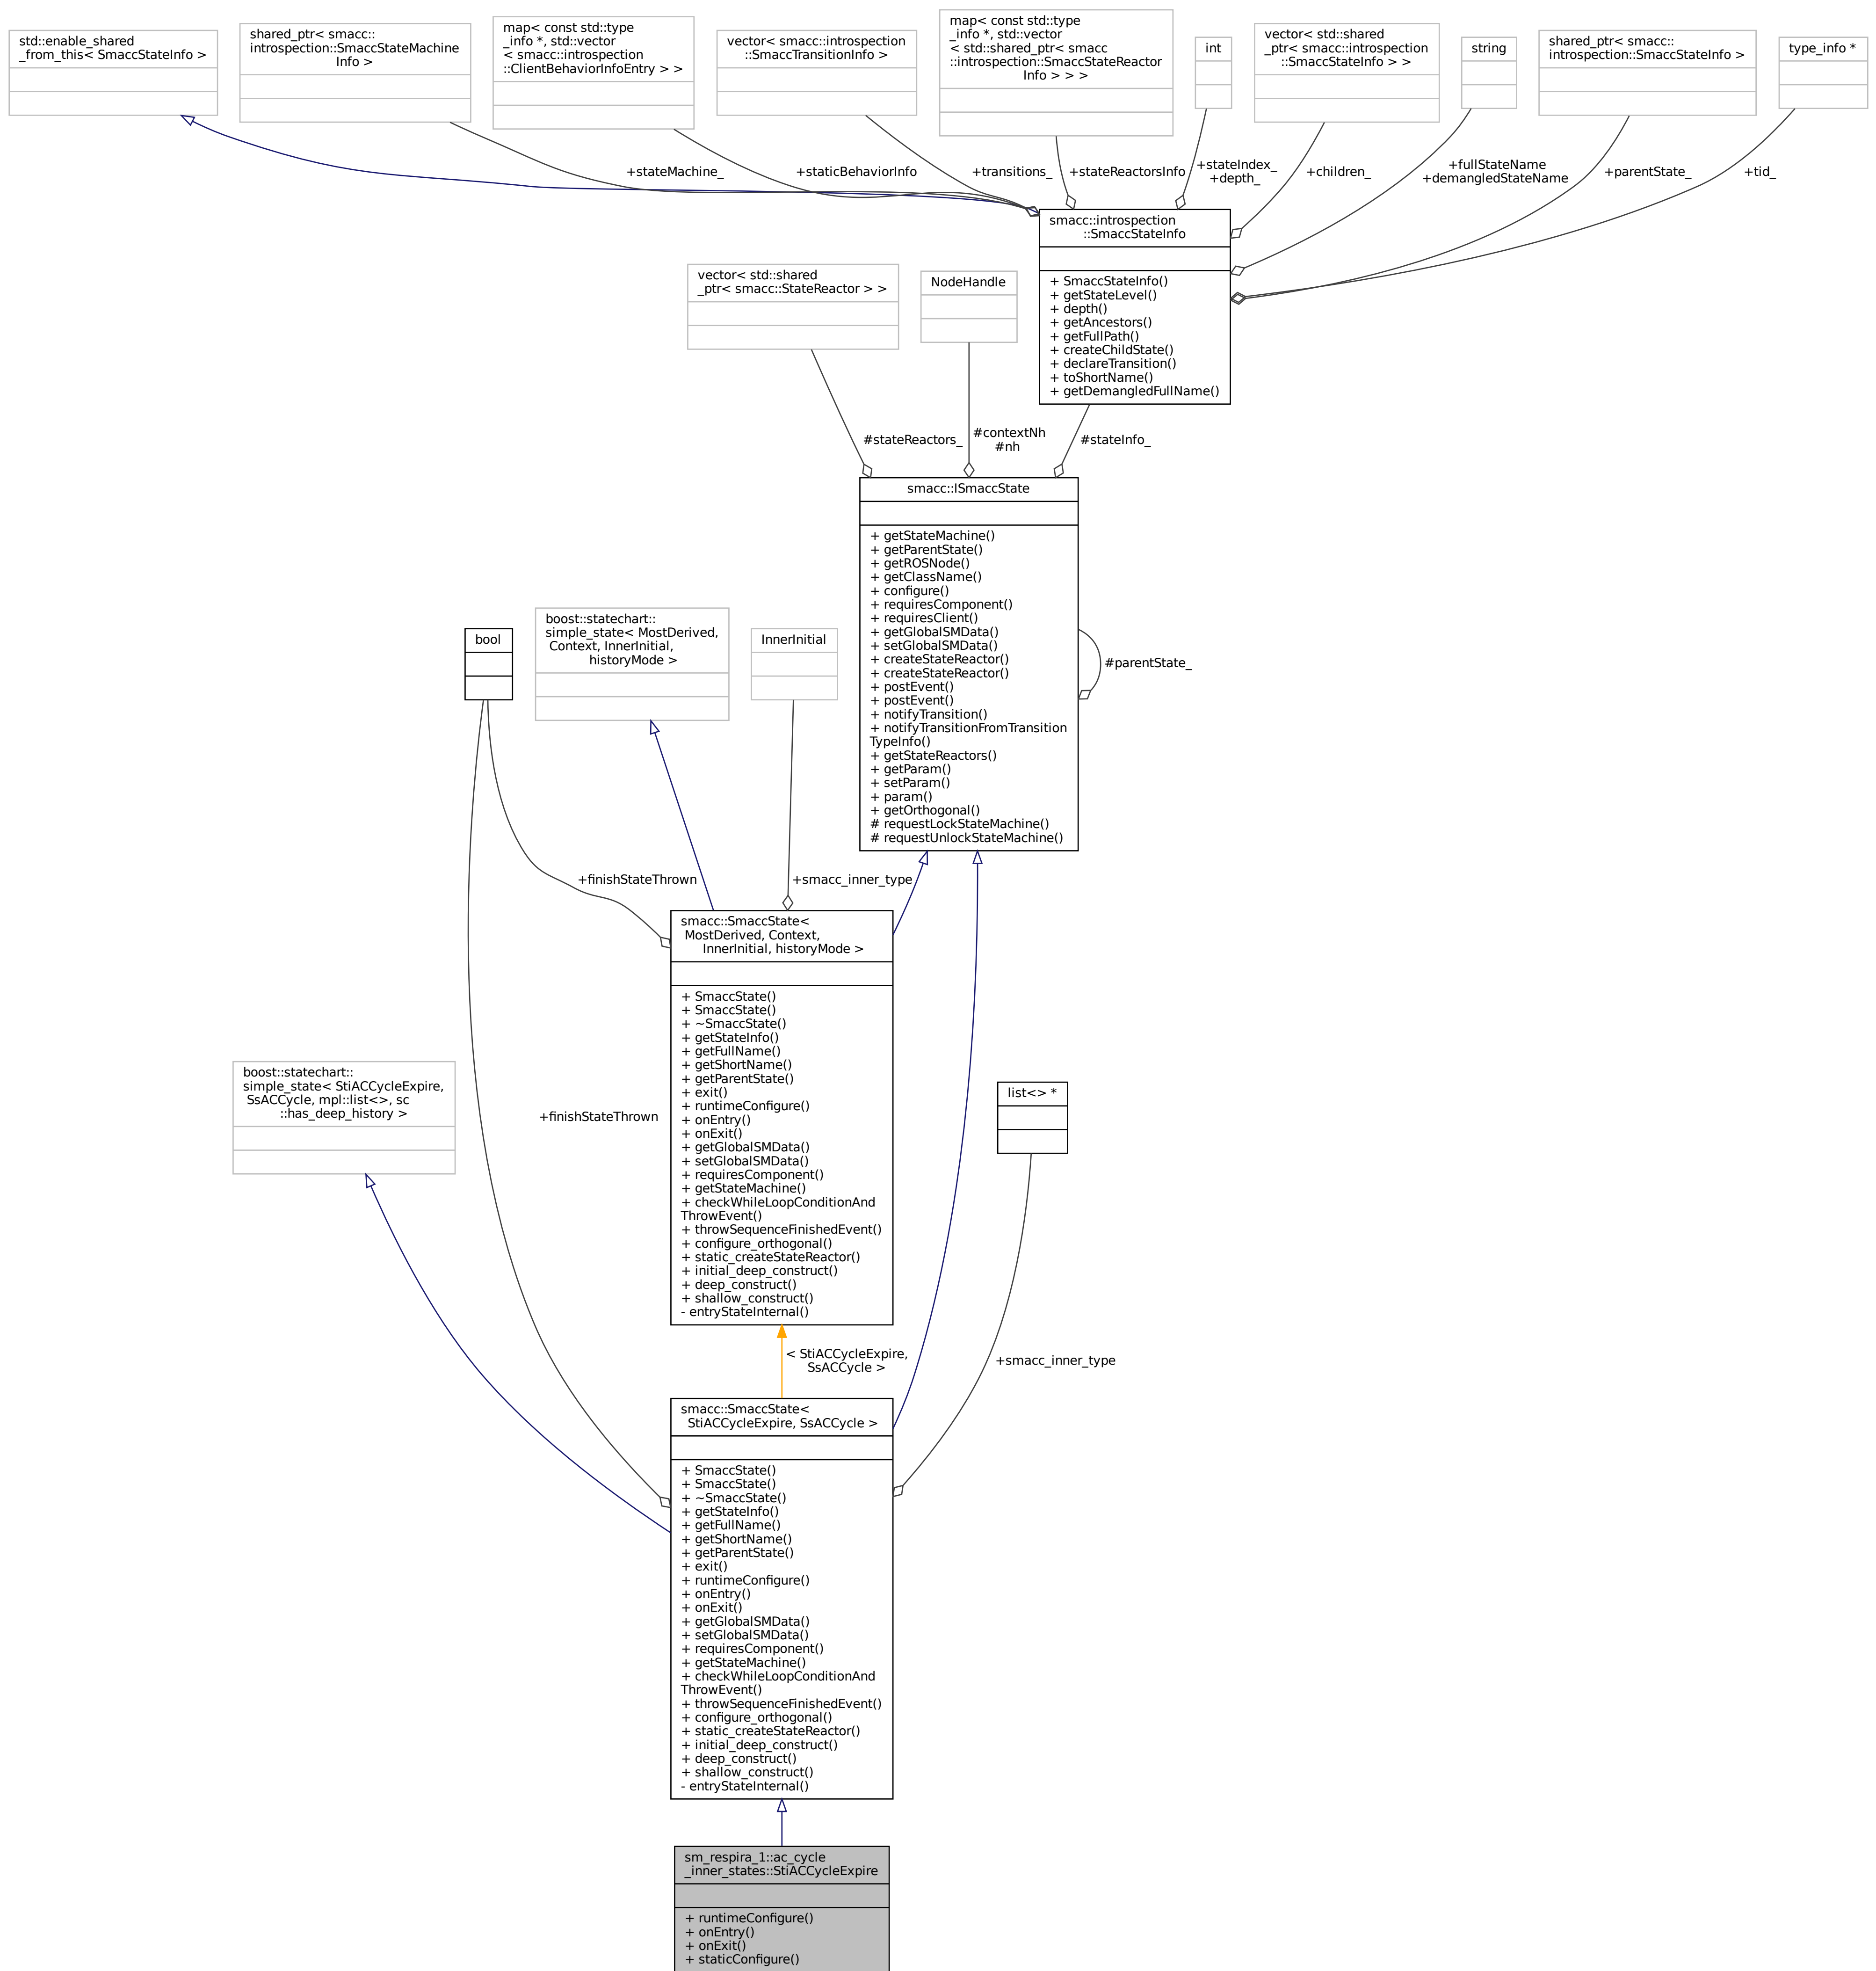 std::enable_shared
_from_this< SmaccStateInfo >
shared_ptr< smacc::
introspection::SmaccStateMachine
Info >
map< const std::type
_info *, std::vector
< smacc::introspection
::ClientBehaviorInfoEntry > >
vector< smacc::introspection
::SmaccTransitionInfo >
map< const std::type
_info *, std::vector
< std::shared_ptr< smacc
::introspection::SmaccStateReactor
Info > > >
int
vector< std::shared
_ptr< smacc::introspection
::SmaccStateInfo > >
string
shared_ptr< smacc::
introspection::SmaccStateInfo >
type_info *
+stateMachine_
+staticBehaviorInfo
+transitions_
+stateReactorsInfo
+stateIndex_
+depth_
+children_
+fullStateName
+demangledStateName
+parentState_
+tid_
smacc::introspection
::SmaccStateInfo
+ SmaccStateInfo()
+ getStateLevel()
+ depth()
+ getAncestors()
+ getFullPath()
+ createChildState()
+ declareTransition()
+ toShortName()
+ getDemangledFullName()
vector< std::shared
_ptr< smacc::StateReactor > >
NodeHandle
#stateReactors_
#contextNh
#nh
#stateInfo_
smacc::ISmaccState
+ getStateMachine()
+ getParentState()
+ getROSNode()
+ getClassName()
+ configure()
+ requiresComponent()
+ requiresClient()
+ getGlobalSMData()
+ setGlobalSMData()
+ createStateReactor()
+ createStateReactor()
+ postEvent()
+ postEvent()
+ notifyTransition()
+ notifyTransitionFromTransition
TypeInfo()
+ getStateReactors()
+ getParam()
+ setParam()
+ param()
+ getOrthogonal()
# requestLockStateMachine()
# requestUnlockStateMachine()
#parentState_
bool
boost::statechart::
simple_state< MostDerived,
Context, InnerInitial,
historyMode >
InnerInitial
+finishStateThrown
+smacc_inner_type
smacc::SmaccState<
MostDerived, Context,
InnerInitial, historyMode >
+ SmaccState()
+ SmaccState()
+ ~SmaccState()
+ getStateInfo()
+ getFullName()
+ getShortName()
+ getParentState()
+ exit()
+ runtimeConfigure()
+ onEntry()
+ onExit()
+ getGlobalSMData()
+ setGlobalSMData()
+ requiresComponent()
+ getStateMachine()
+ checkWhileLoopConditionAnd
ThrowEvent()
+ throwSequenceFinishedEvent()
+ configure_orthogonal()
+ static_createStateReactor()
+ initial_deep_construct()
+ deep_construct()
+ shallow_construct()
- entryStateInternal()
boost::statechart::
simple_state< StiACCycleExpire,
SsACCycle, mpl::list<>, sc
::has_deep_history >
+finishStateThrown
list<> *
< StiACCycleExpire,
SsACCycle >
+smacc_inner_type
smacc::SmaccState<
StiACCycleExpire, SsACCycle >
+ SmaccState()
+ SmaccState()
+ ~SmaccState()
+ getStateInfo()
+ getFullName()
+ getShortName()
+ getParentState()
+ exit()
+ runtimeConfigure()
+ onEntry()
+ onExit()
+ getGlobalSMData()
+ setGlobalSMData()
+ requiresComponent()
+ getStateMachine()
+ checkWhileLoopConditionAnd
ThrowEvent()
+ throwSequenceFinishedEvent()
+ configure_orthogonal()
+ static_createStateReactor()
+ initial_deep_construct()
+ deep_construct()
+ shallow_construct()
- entryStateInternal()
sm_respira_1::ac_cycle
_inner_states::StiACCycleExpire
+ runtimeConfigure()
+ onEntry()
+ onExit()
+ staticConfigure()